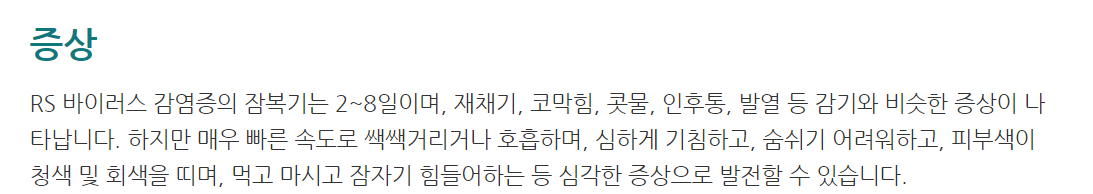 증상
RS 바이러스 감염증의 잠복기는 2~8일이며, 재채기, 코막힘, 콧물, 인후통, 발열 등 감기와 비슷한 증상이 나
타납니다. 하지만 매우 빠른 속도로 쌕쌕거리거나 호흡하며, 심하게 기침하고, 숨쉬기 어려워하고, 피부색이
청색 및 회색을 띠며, 먹고 마시고 잠자기 힘들어하는 등 심각한 증상으로 발전할 수 있습니다.